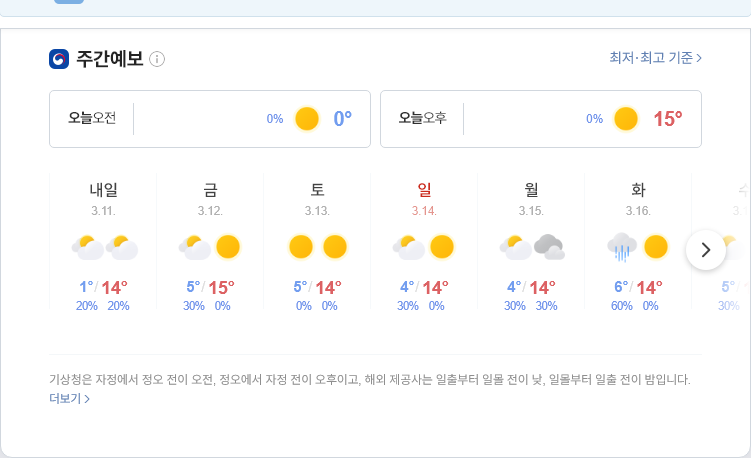 주간예보
최저·최고 기준 >
오늘오전 0% 0°
오늘오후 0% 15°
내일 금 토 일 월 화
3.11. 3.12. 3.13. 3.14. 3.15. 3.16. 3.
1°/14° 5°/15° 5°/14° 4°/14° 4°/14° 6°/14° 5°
20% 20% 30% 0% 0% 0% 30% 0% 30% 30% 60% 0% 30%
기상청은 자정에서 정오 전이 오전, 정오에서 자정 전이 오후이고, 해외 제공사는 일출부터 일몰 전이 낮, 일몰부터 일출 전이 밤입니다.
더보기 >